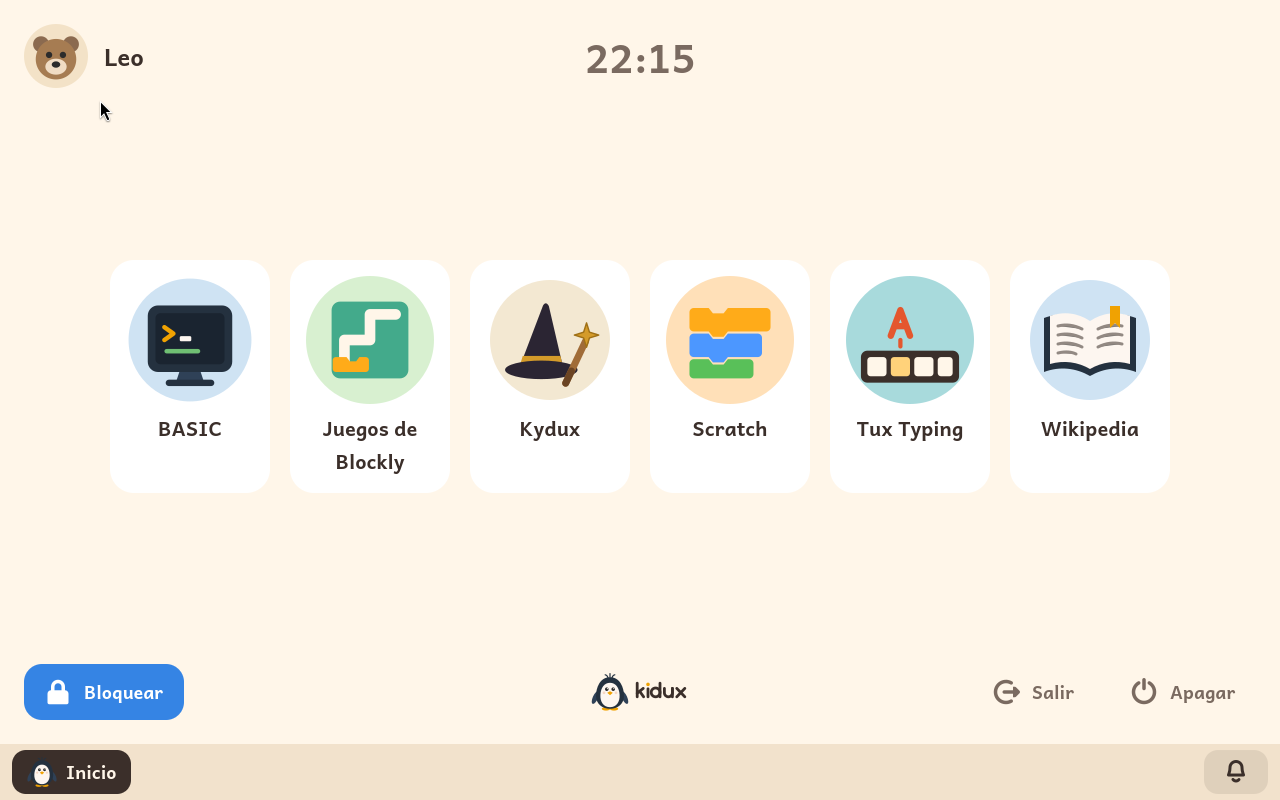 Leo
22:15
BASIC
Juegos de
Blockly
Kydux
Scratch
A
Tux Typing
Wikipedia
Bloquear
kidux
Salir
Apagar
Inicio